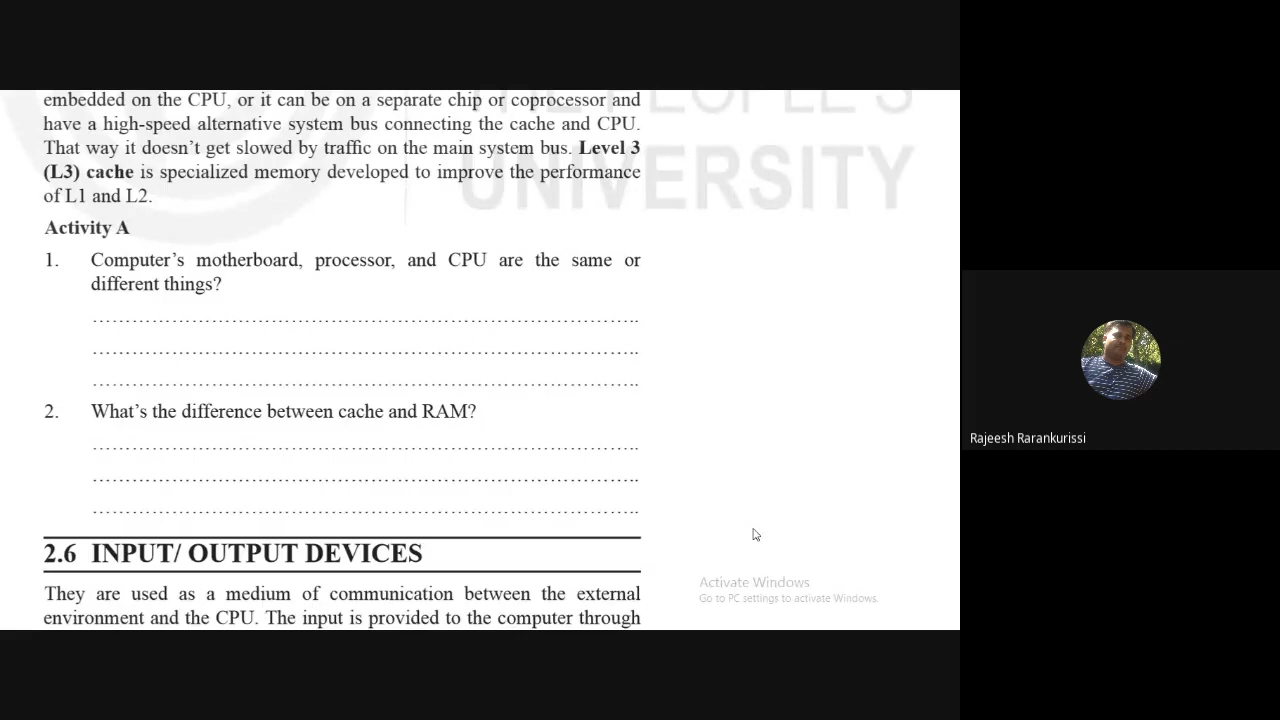 THE PEOPLE'S
UNIVERSITY
embedded on the CPU, or it can be on a separate chip or coprocessor and
have a high-speed alternative system bus connecting the cache and CPU.
That way it doesn't get slowed by traffic on the main system bus. Level 3
(L3) cache is specialized memory developed to improve the performance
of L1 and L2.
Activity A
1. Computer's motherboard, processor, and CPU are the same or
different things?
2. What's the difference between cache and RAM?
2.6 INPUT/ OUTPUT DEVICES
They are used as a medium of communication between the external
environment and the CPU. The input is provided to the computer through
Activate Windows
Go to PC settings to activate Windows.
Rajeesh Rarankurissi